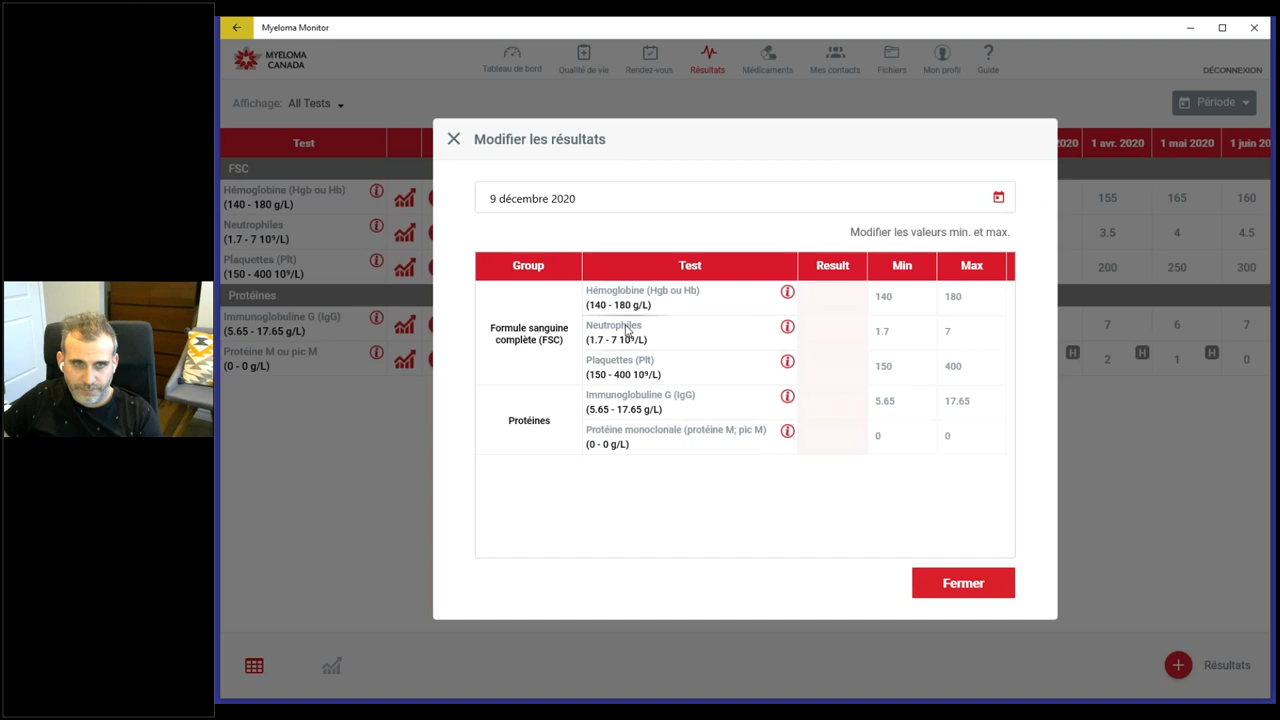 Myeloma Monitor
MYELOMA
CANADA
Tableau de bord
Qualité de vie
Rendez-vous
Résultats
Médicaments
Mes contacts
Fichiers
Mon profil
Guide
DÉCONNEXION
Affichage: All Tests
Période
Test
2020
1 avr. 2020
1 mai 2020
1 juin 20
FSC
Hémoglobine (Hgb ou Hb)
(140 - 180 g/L)
155
165
160
Neutrophiles
(1.7 - 7 10⁹/L)
3.5
4
4.5
Plaquettes (Plt)
(150 - 400 10⁹/L)
200
250
300
Protéines
Immunoglobuline G (IgG)
(5.65 - 17.65 g/L)
7
6
7
Protéine M ou pic M
(0 - 0 g/L)
H
2
H
1
H
0
Modifier les résultats
9 décembre 2020
Modifier les valeurs min. et max.
Group
Test
Result
Min
Max
Formule sanguine
complète (FSC)
Hémoglobine (Hgb ou Hb)
(140 - 180 g/L)
140
180
Neutrophiles
(1.7 - 7 10⁹/L)
1.7
7
Plaquettes (Plt)
(150 - 400 10⁹/L)
150
400
Protéines
Immunoglobuline G (IgG)
(5.65 - 17.65 g/L)
5.65
17.65
Protéine monoclonale (protéine M; pic M)
(0 - 0 g/L)
0
0
Fermer
Résultats